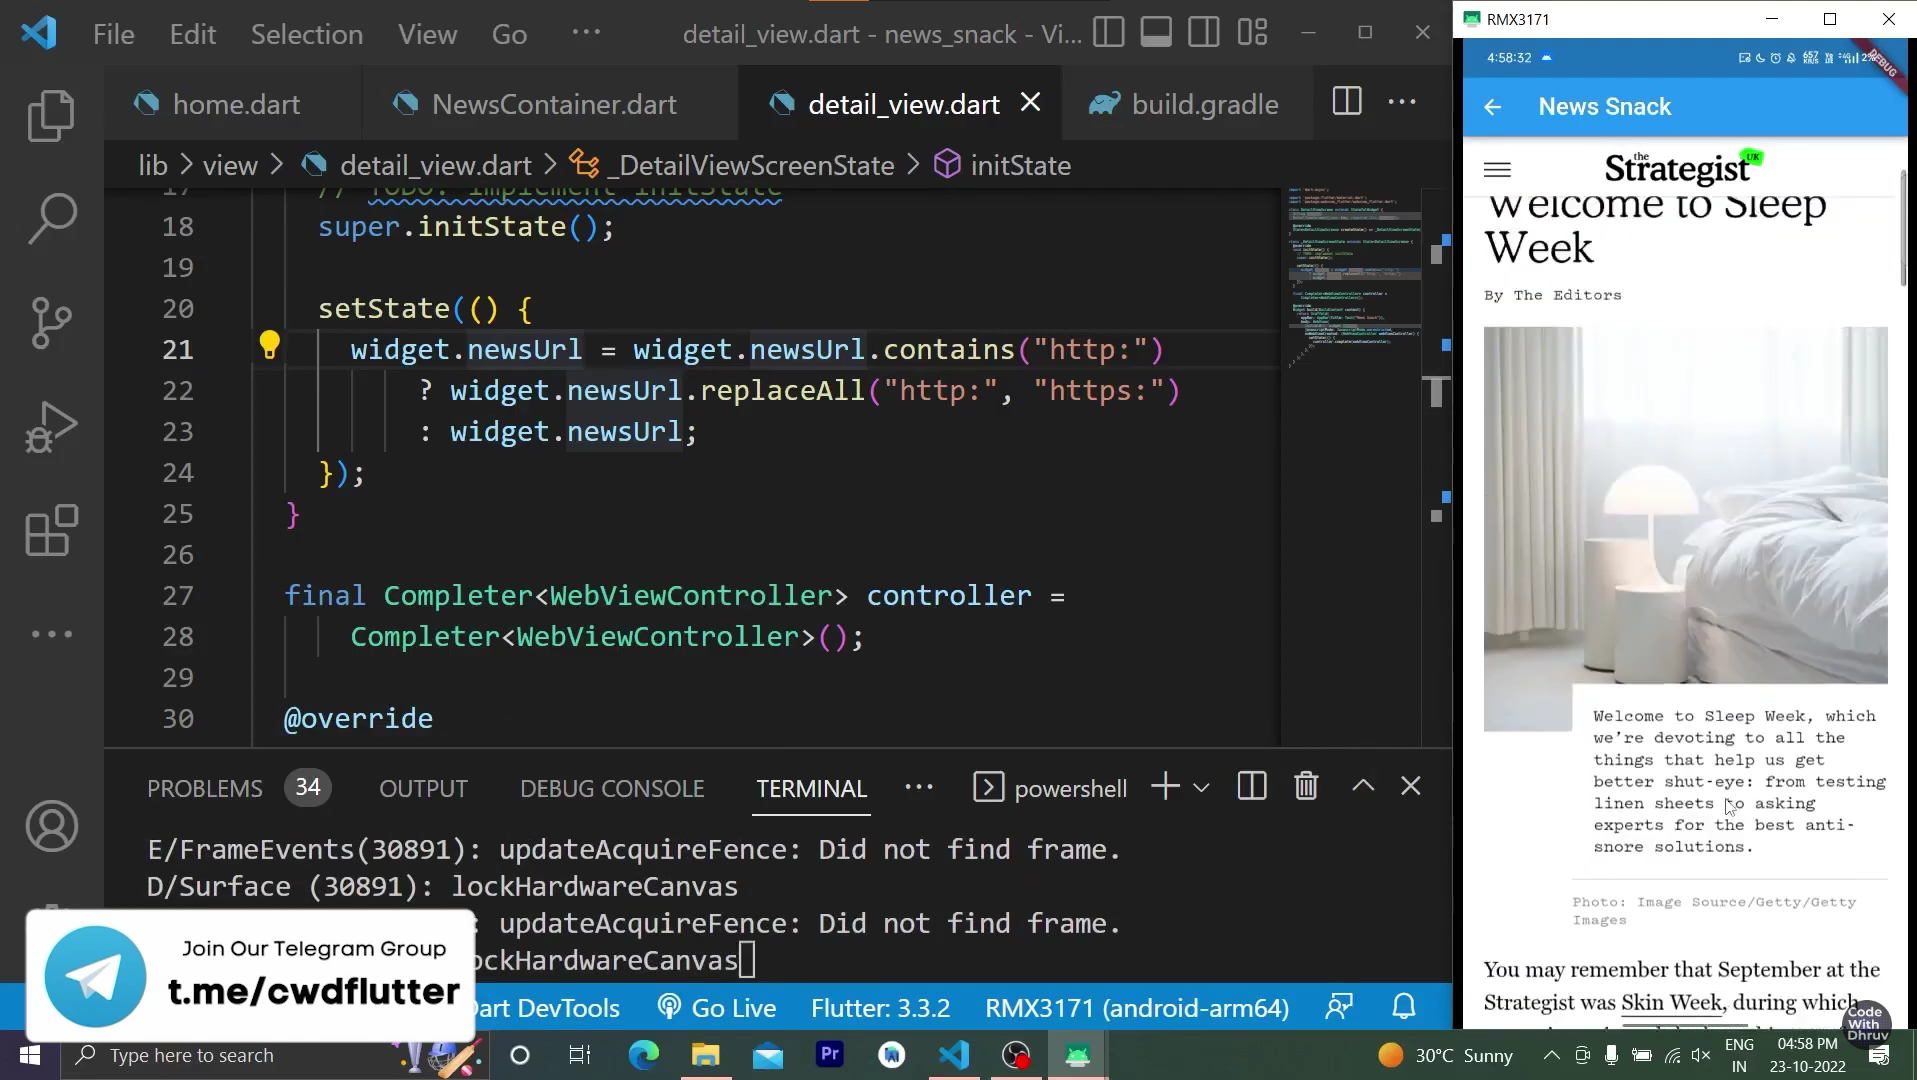 File Edit Selection View Go ··· detail_view.dart - news_snack - Vi...
home.dart NewsContainer.dart detail_view.dart build.gradle
lib > view > detail_view.dart > _DetailViewScreenState > initState
17 // TODO: implement initState
18 super.initState();
19
20 setState(() {
21 widget.newsUrl = widget.newsUrl.contains("http:")
22 ? widget.newsUrl.replaceAll("http:", "https:")
23 : widget.newsUrl;
24 });
25 }
26
27 final Completer<WebViewController> controller =
28 Completer<WebViewController>();
29
30 @override
PROBLEMS 34 OUTPUT DEBUG CONSOLE TERMINAL ··· powershell
E/FrameEvents(30891): updateAcquireFence: Did not find frame.
D/Surface (30891): lockHardwareCanvas
: updateAcquireFence: Did not find frame.
ockHardwareCanvas
Join Our Telegram Group
t.me/cwdflutter
Dart DevTools Go Live Flutter: 3.3.2 RMX3171 (android-arm64)
RMX3171
4:58:32
DEBUG
News Snack
the
Strategist UK
Welcome to Sleep
Week
By The Editors
Welcome to Sleep Week, which
we're devoting to all the
things that help us get
better shut-eye: from testing
linen sheets to asking
experts for the best anti-
snore solutions.
Photo: Image Source/Getty/Getty
Images
You may remember that September at the
Strategist was Skin Week, during which
Code
With
Dhruv
Type here to search
Pr
30°C Sunny
ENG
IN
04:58 PM
23-10-2022